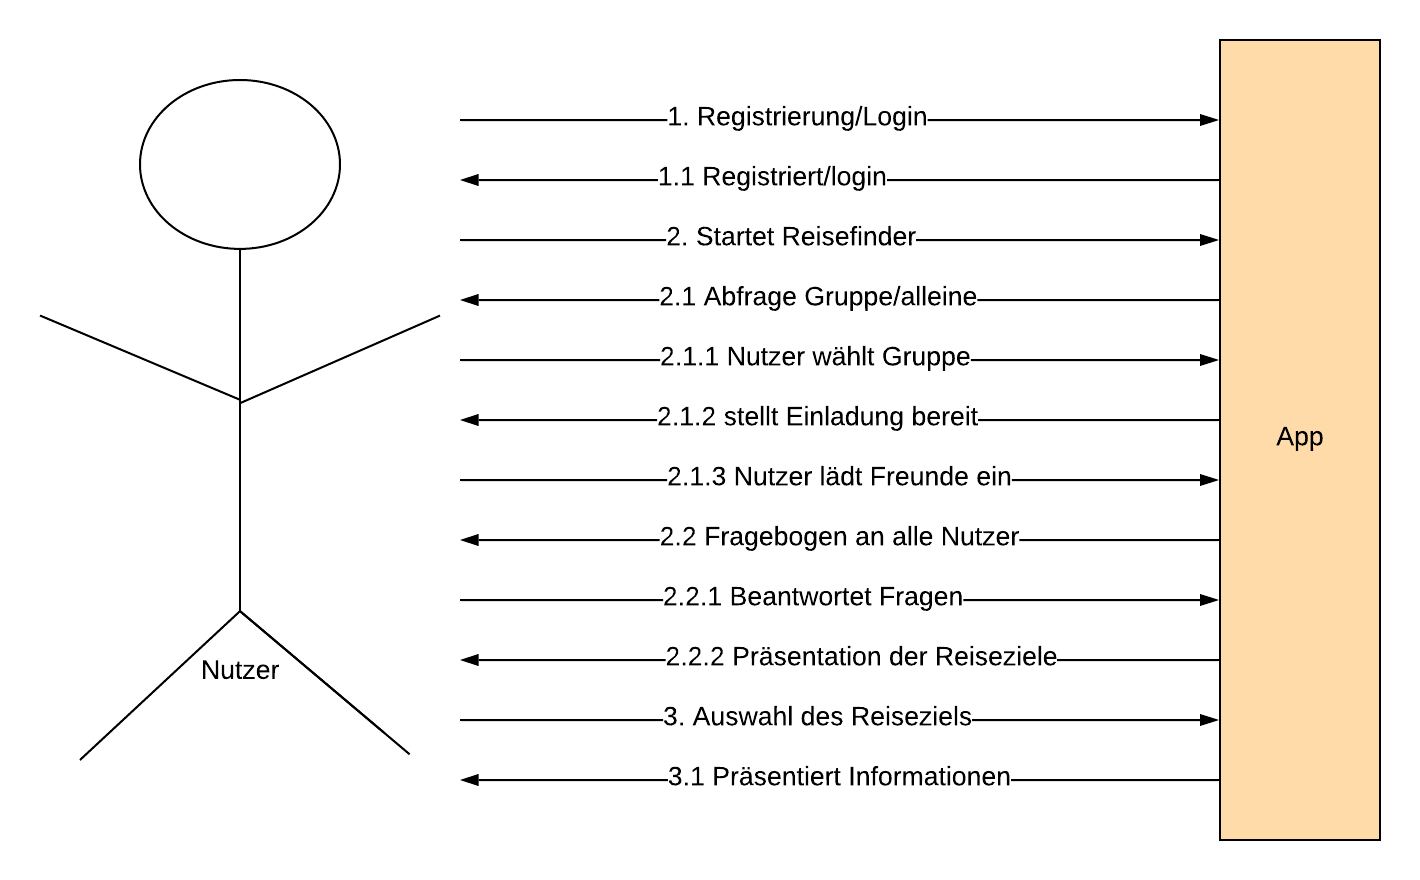 1. Registrierung/Login
1.1 Registriert/login
2. Startet Reisefinder
2.1 Abfrage Gruppe/alleine
2.1.1 Nutzer wählt Gruppe
2.1.2 stellt Einladung bereit
App
2.1.3 Nutzer lädt Freunde ein
2.2 Fragebogen an alle Nutzer
2.2.1 Beantwortet Fragen
2.2.2 Präsentation der Reiseziele
Nutzer
3. Auswahl des Reiseziels
3.1 Präsentiert Informationen